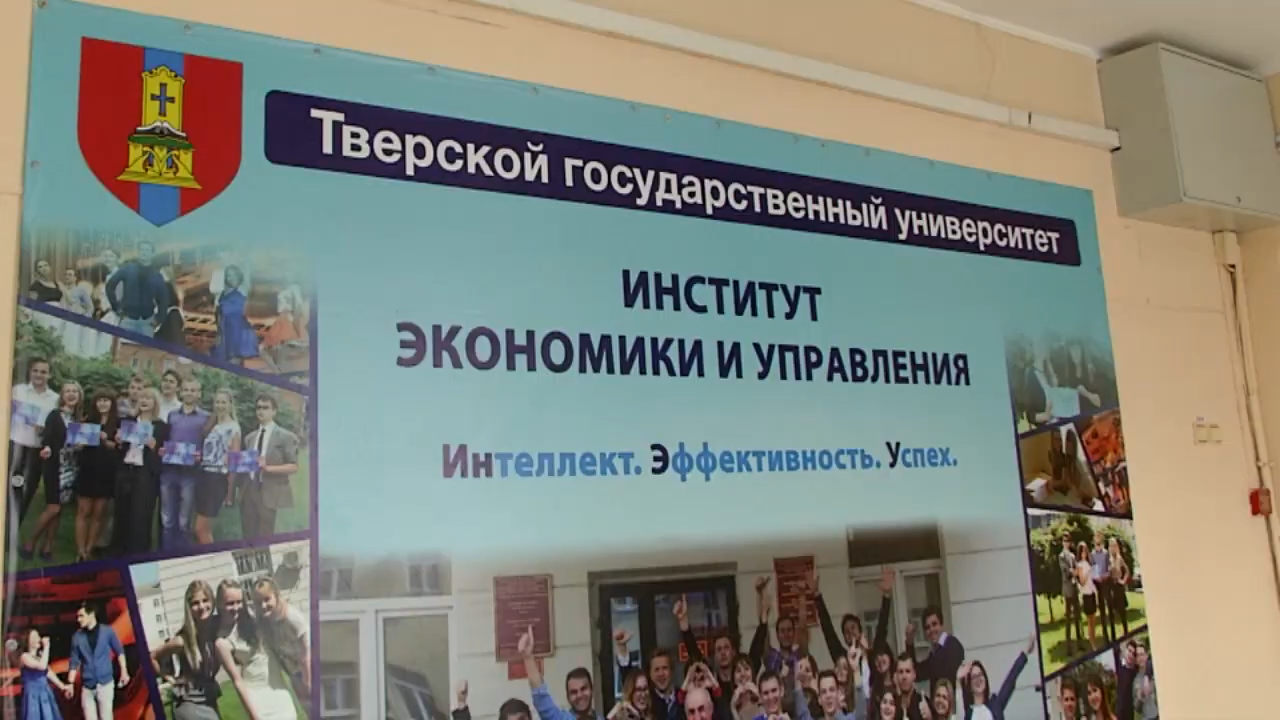 Тверской государственный университет
ИНСТИТУТ
ЭКОНОМИКИ И УПРАВЛЕНИЯ
Интеллект. Эффективность. Успех.